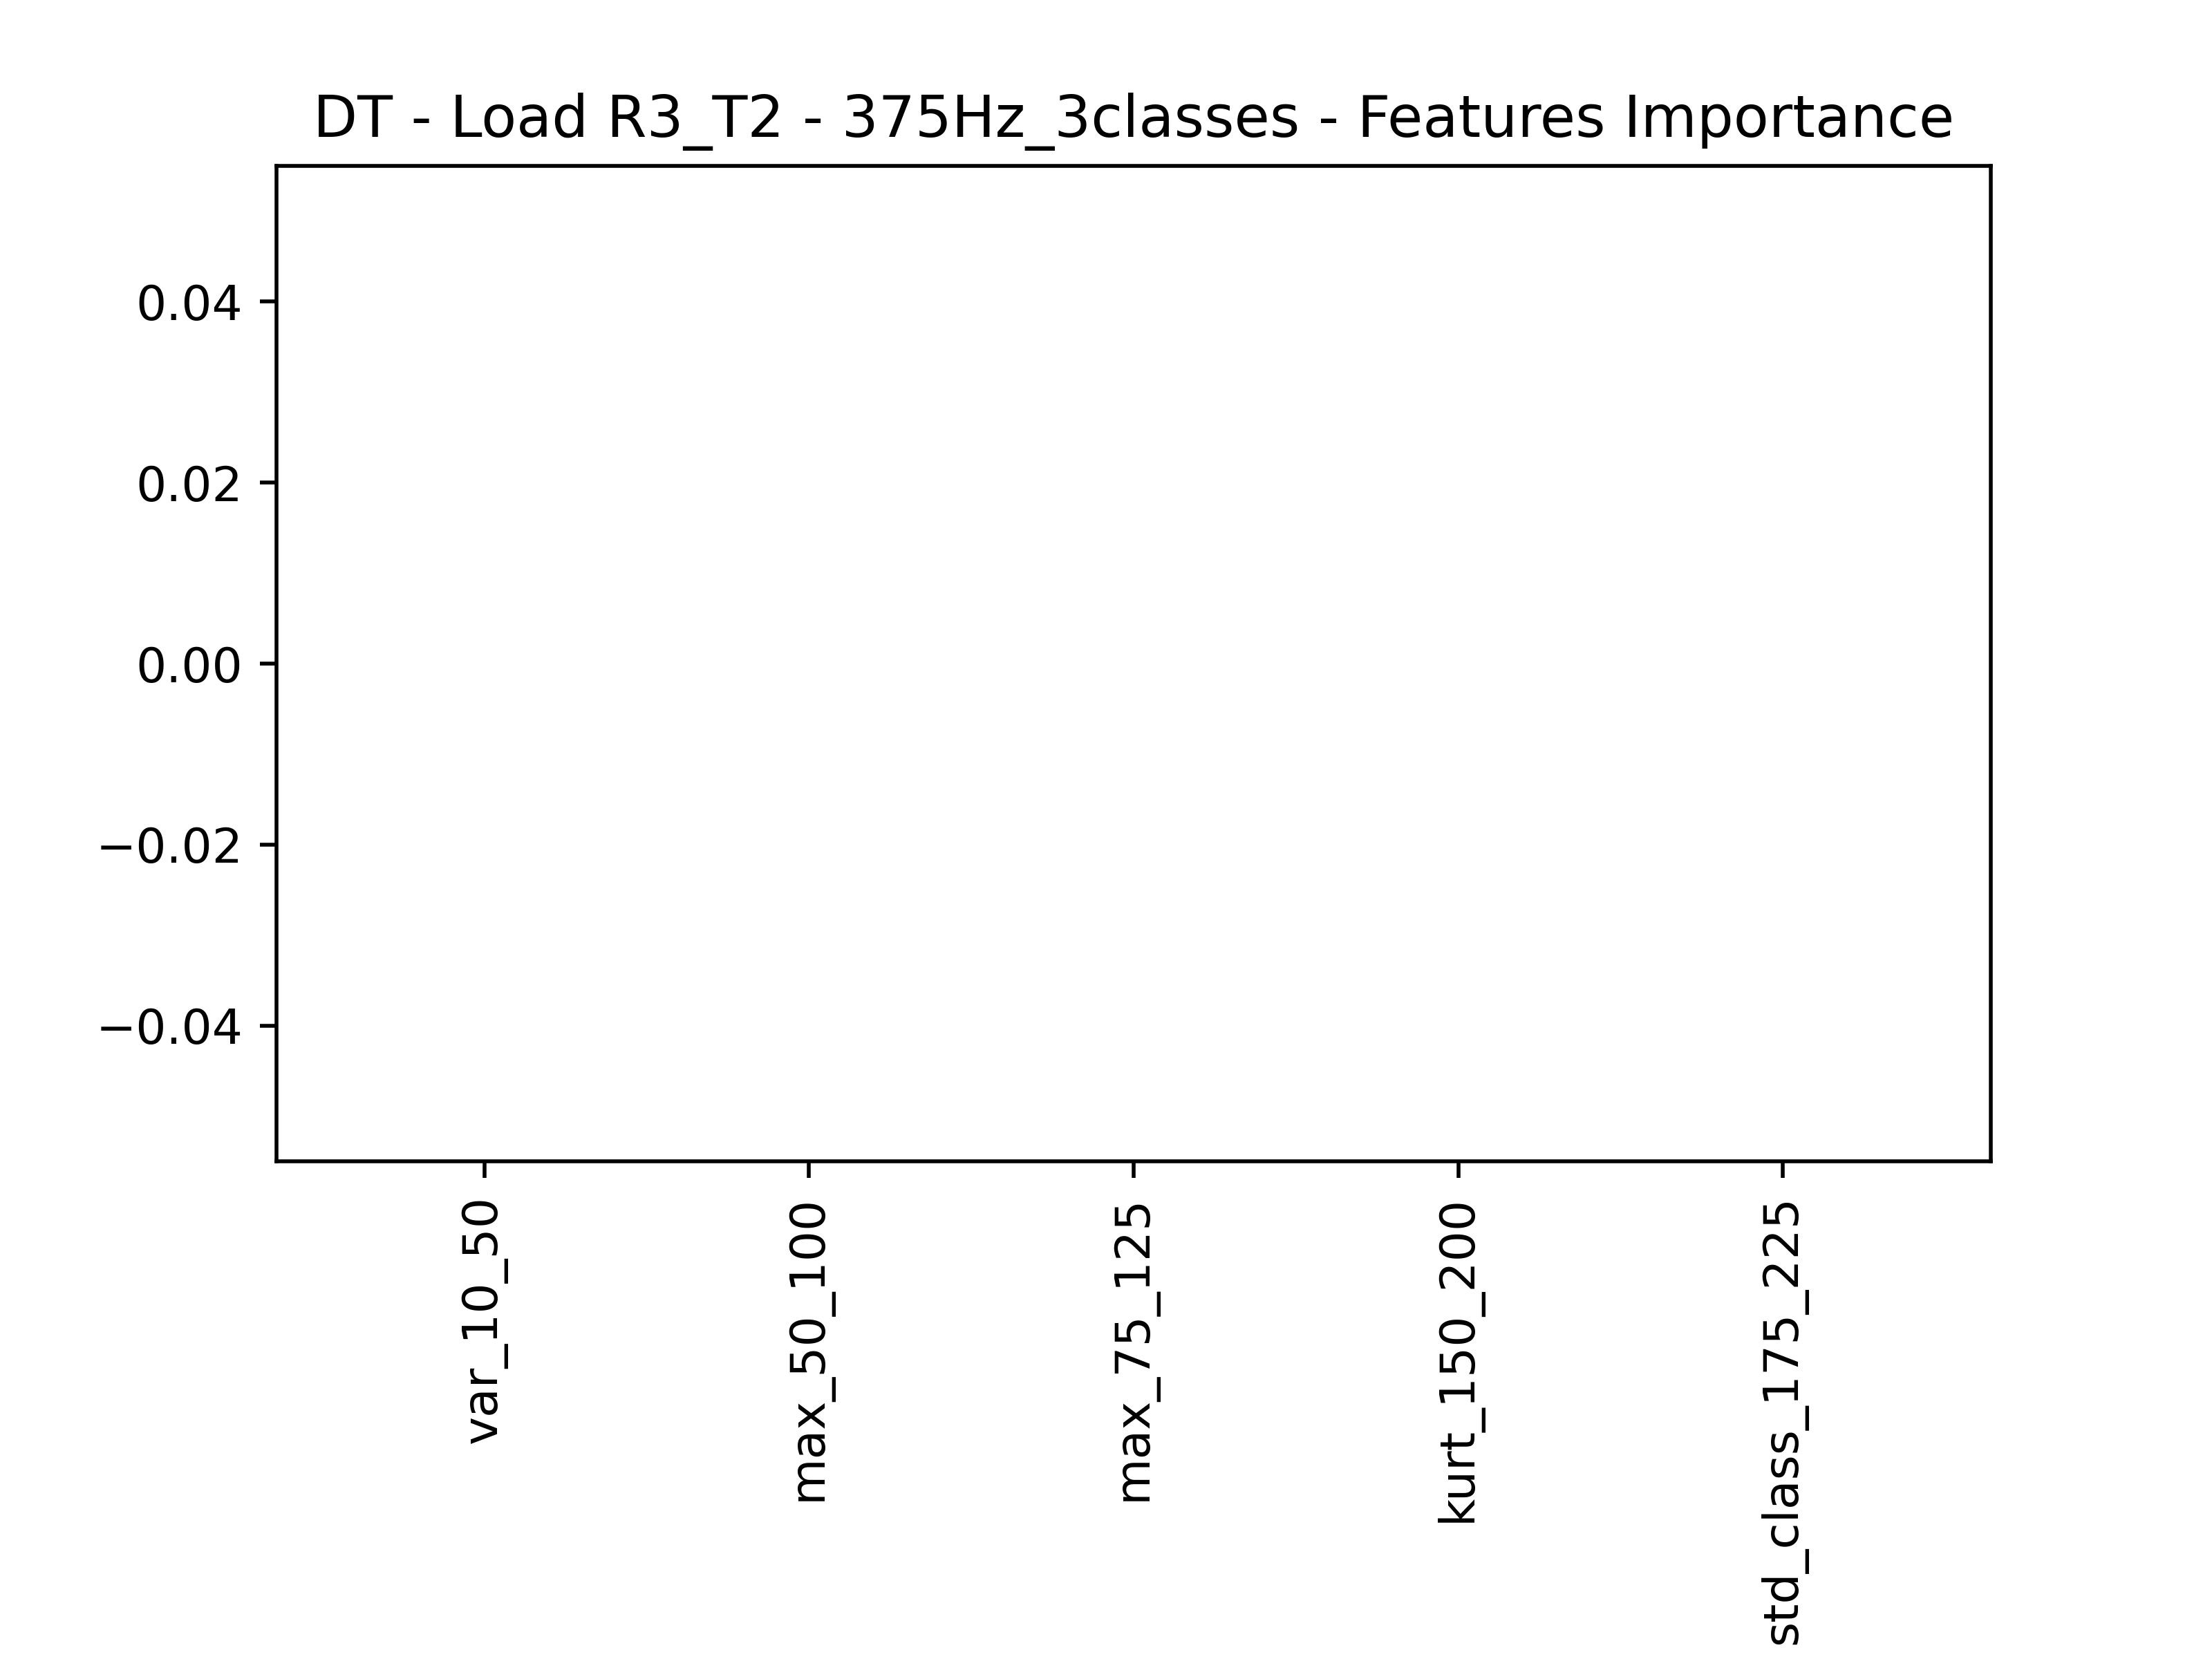 DT - Load R3_T2 - 375Hz_3classes - Features Importance
0.04
0.02
0.00
−0.02
−0.04
var_10_50
max_50_100
max_75_125
kurt_150_200
std_class_175_225